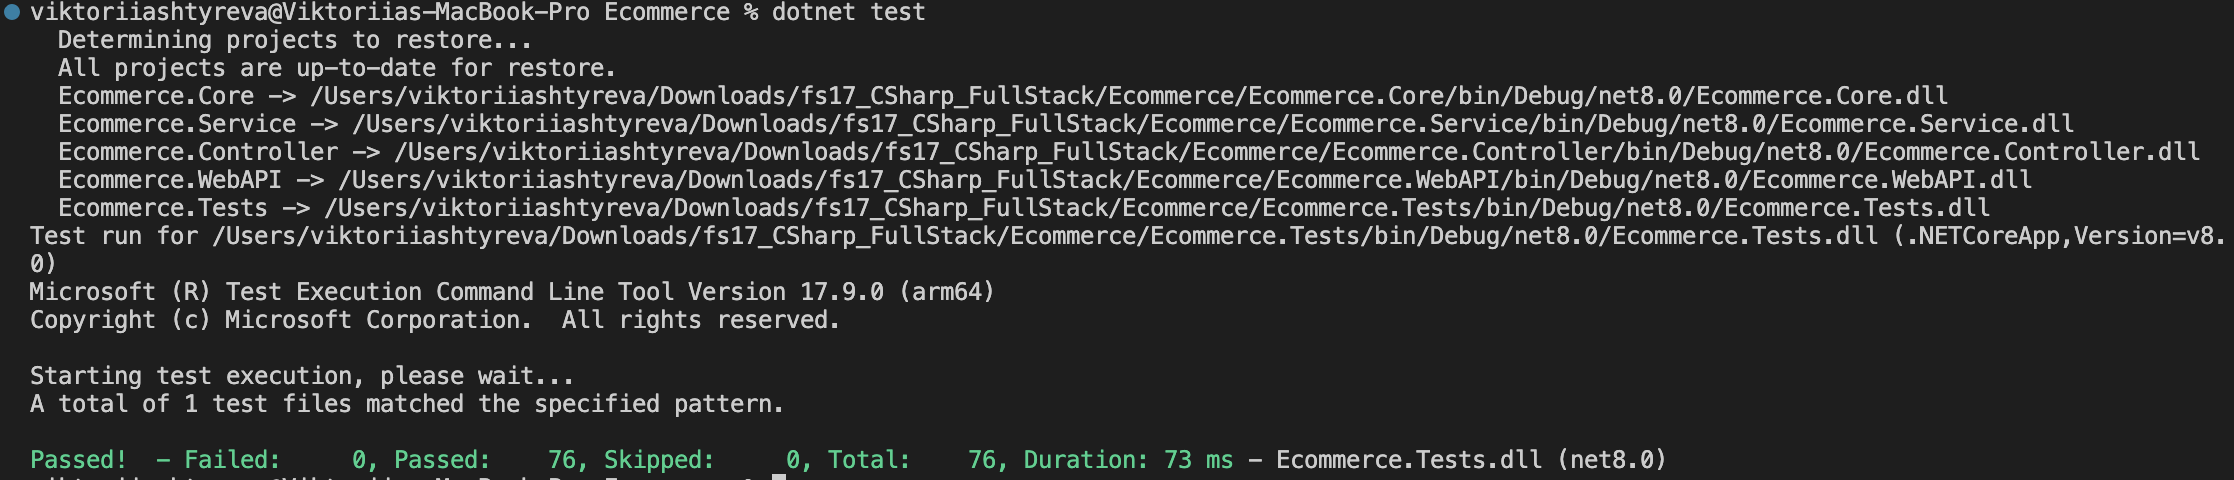 viktoriiashtyreva@Viktoriias-MacBook-Pro Ecommerce % dotnet test
Determining projects to restore...
All projects are up-to-date for restore.
Ecommerce.Core -> /Users/viktoriiashtyreva/Downloads/fs17_CSharp_FullStack/Ecommerce/Ecommerce.Core/bin/Debug/net8.0/Ecommerce.Core.dll
Ecommerce.Service -> /Users/viktoriiashtyreva/Downloads/fs17_CSharp_FullStack/Ecommerce/Ecommerce.Service/bin/Debug/net8.0/Ecommerce.Service.dll
Ecommerce.Controller -> /Users/viktoriiashtyreva/Downloads/fs17_CSharp_FullStack/Ecommerce/Ecommerce.Controller/bin/Debug/net8.0/Ecommerce.Controller.dll
Ecommerce.WebAPI -> /Users/viktoriiashtyreva/Downloads/fs17_CSharp_FullStack/Ecommerce/Ecommerce.WebAPI/bin/Debug/net8.0/Ecommerce.WebAPI.dll
Ecommerce.Tests -> /Users/viktoriiashtyreva/Downloads/fs17_CSharp_FullStack/Ecommerce/Ecommerce.Tests/bin/Debug/net8.0/Ecommerce.Tests.dll
Test run for /Users/viktoriiashtyreva/Downloads/fs17_CSharp_FullStack/Ecommerce/Ecommerce.Tests/bin/Debug/net8.0/Ecommerce.Tests.dll (.NETCoreApp,Version=v8.
0)
Microsoft (R) Test Execution Command Line Tool Version 17.9.0 (arm64)
Copyright (c) Microsoft Corporation.  All rights reserved.
Starting test execution, please wait...
A total of 1 test files matched the specified pattern.
Passed!  - Failed:     0, Passed:    76, Skipped:     0, Total:    76, Duration: 73 ms - Ecommerce.Tests.dll (net8.0)